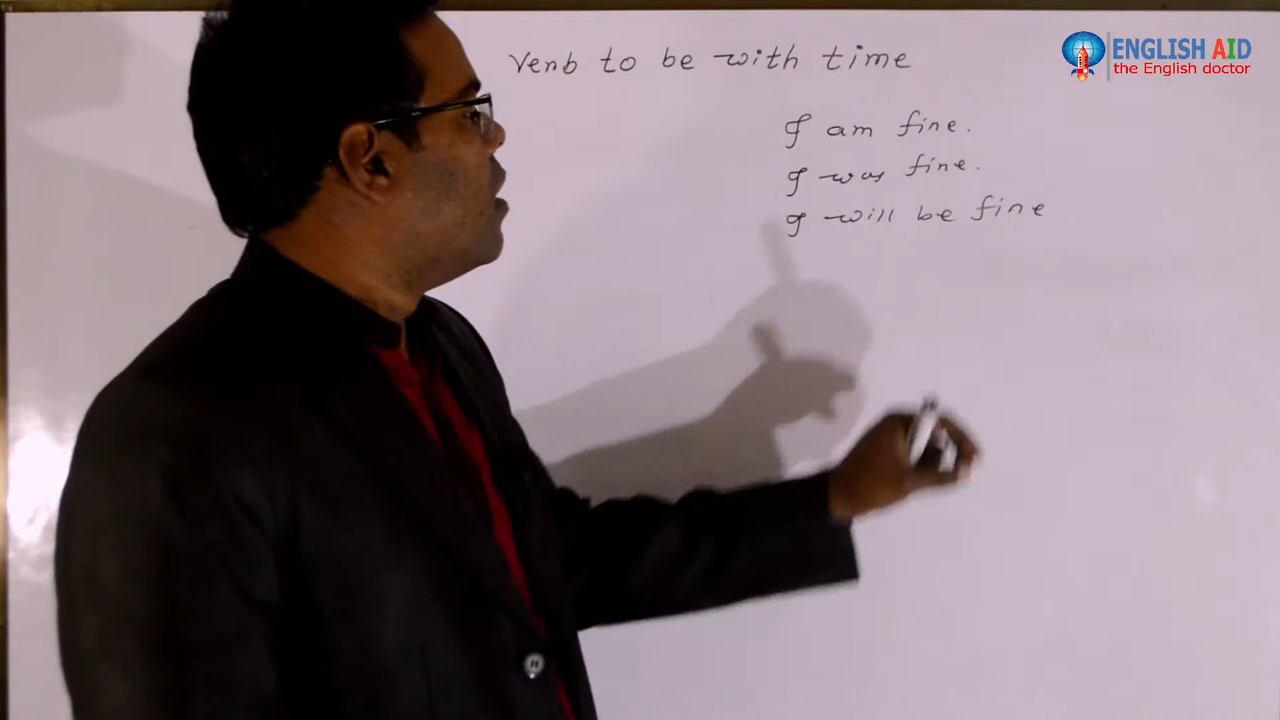 Verb to be with time
I am fine.
I was fine.
I will be fine
ENGLISH AID
the English doctor